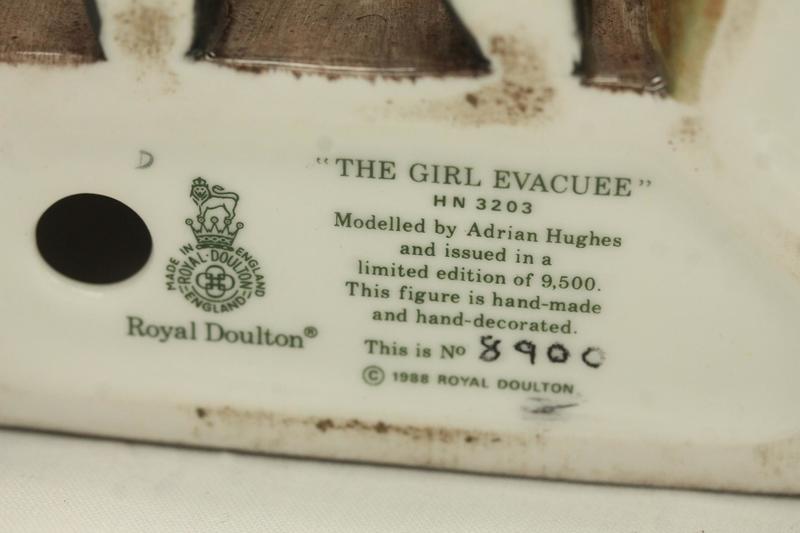 D
MADE IN ENGLAND
ROYAL·DOULTON
ENGLAND
Royal Doulton®
“THE GIRL EVACUEE”
HN 3203
Modelled by Adrian Hughes
and issued in a
limited edition of 9,500.
This figure is hand-made
and hand-decorated.
This is No 8900
© 1988 ROYAL DOULTON